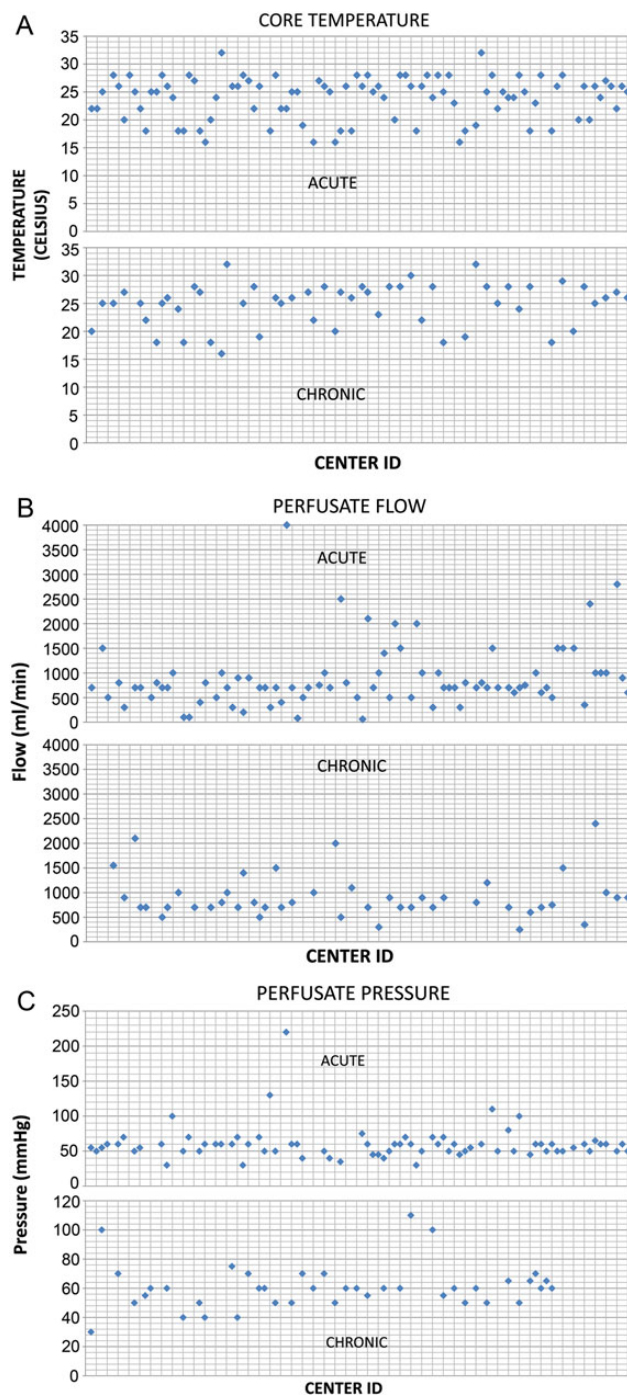 A
CORE TEMPERATURE
TEMPERATURE
(CELSIUS)
35
30
25
20
15
10
5
0
ACUTE
35
30
25
20
15
10
5
0
CHRONIC
CENTER ID
B
PERFUSATE FLOW
Flow (ml/min)
4000
3500
3000
2500
2000
1500
1000
500
0
ACUTE
4000
3500
3000
2500
2000
1500
1000
500
0
CHRONIC
CENTER ID
C
PERFUSATE PRESSURE
Pressure (mmHg)
250
200
150
100
50
0
ACUTE
120
100
80
60
40
20
0
CHRONIC
CENTER ID